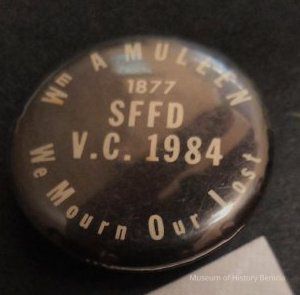 Wm A MULEEN
1877
SFFD
V.C. 1984
We Mourn Our Lost
Museum of History Benicia